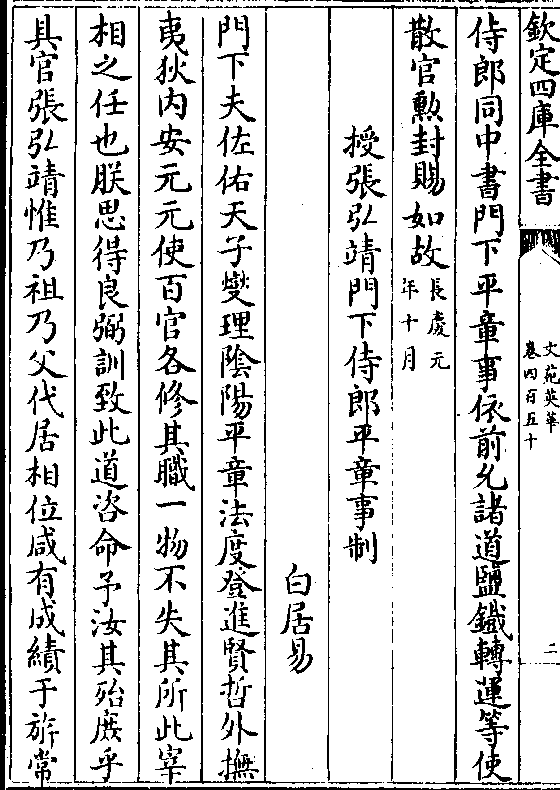 欽定四庫全書
文苑英華
卷四百五十
二
侍郎同中書門下平章事依前充諸道鹽鐵轉運等使
散官勲封賜如故長慶元
年十月
授張弘靖門下侍郎平章事制
白居易
門下夫佐佑天子燮理陰陽平章法度登進賢哲外撫
夷狄内安元元使百官各修其職一物不失其所此宰
相之任也朕思得良弼訓致此道咨命予汝其殆庶乎
具官張弘靖惟乃祖乃父代居相位咸有成績于旂常